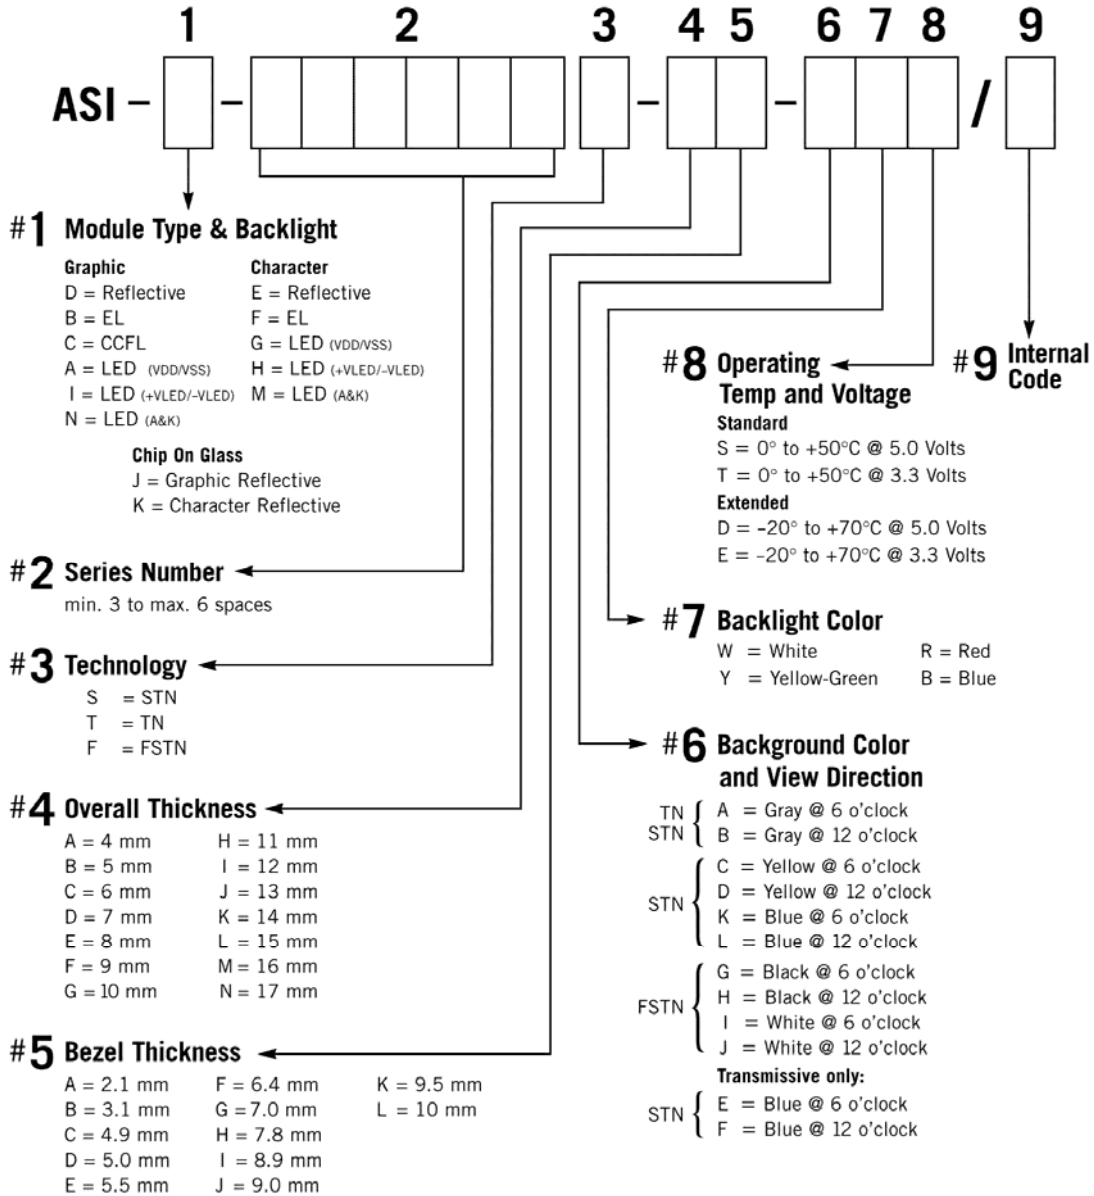 1 2 3 4 5 6 7 8 9
ASI – – – – /
#1 Module Type & Backlight
Graphic
D = Reflective
B = EL
C = CCFL
A = LED (VDD/VSS)
I = LED (+VLED/–VLED)
N = LED (A&K)
Character
E = Reflective
F = EL
G = LED (VDD/VSS)
H = LED (+VLED/–VLED)
M = LED (A&K)
Chip On Glass
J = Graphic Reflective
K = Character Reflective
#2 Series Number
min. 3 to max. 6 spaces
#3 Technology
S = STN
T = TN
F = FSTN
#4 Overall Thickness
A = 4 mm
B = 5 mm
C = 6 mm
D = 7 mm
E = 8 mm
F = 9 mm
G = 10 mm
H = 11 mm
I = 12 mm
J = 13 mm
K = 14 mm
L = 15 mm
M = 16 mm
N = 17 mm
#5 Bezel Thickness
A = 2.1 mm
B = 3.1 mm
C = 4.9 mm
D = 5.0 mm
E = 5.5 mm
F = 6.4 mm
G = 7.0 mm
H = 7.8 mm
I = 8.9 mm
J = 9.0 mm
K = 9.5 mm
L = 10 mm
#8 Operating
Temp and Voltage
Standard
S = 0° to +50°C @ 5.0 Volts
T = 0° to +50°C @ 3.3 Volts
Extended
D = –20° to +70°C @ 5.0 Volts
E = –20° to +70°C @ 3.3 Volts
#9 Internal
Code
#7 Backlight Color
W = White
Y = Yellow-Green
R = Red
B = Blue
#6 Background Color
and View Direction
TN
STN
A = Gray @ 6 o'clock
B = Gray @ 12 o'clock
STN
C = Yellow @ 6 o'clock
D = Yellow @ 12 o'clock
K = Blue @ 6 o'clock
L = Blue @ 12 o'clock
FSTN
G = Black @ 6 o'clock
H = Black @ 12 o'clock
I = White @ 6 o'clock
J = White @ 12 o'clock
Transmissive only:
STN
E = Blue @ 6 o'clock
F = Blue @ 12 o'clock